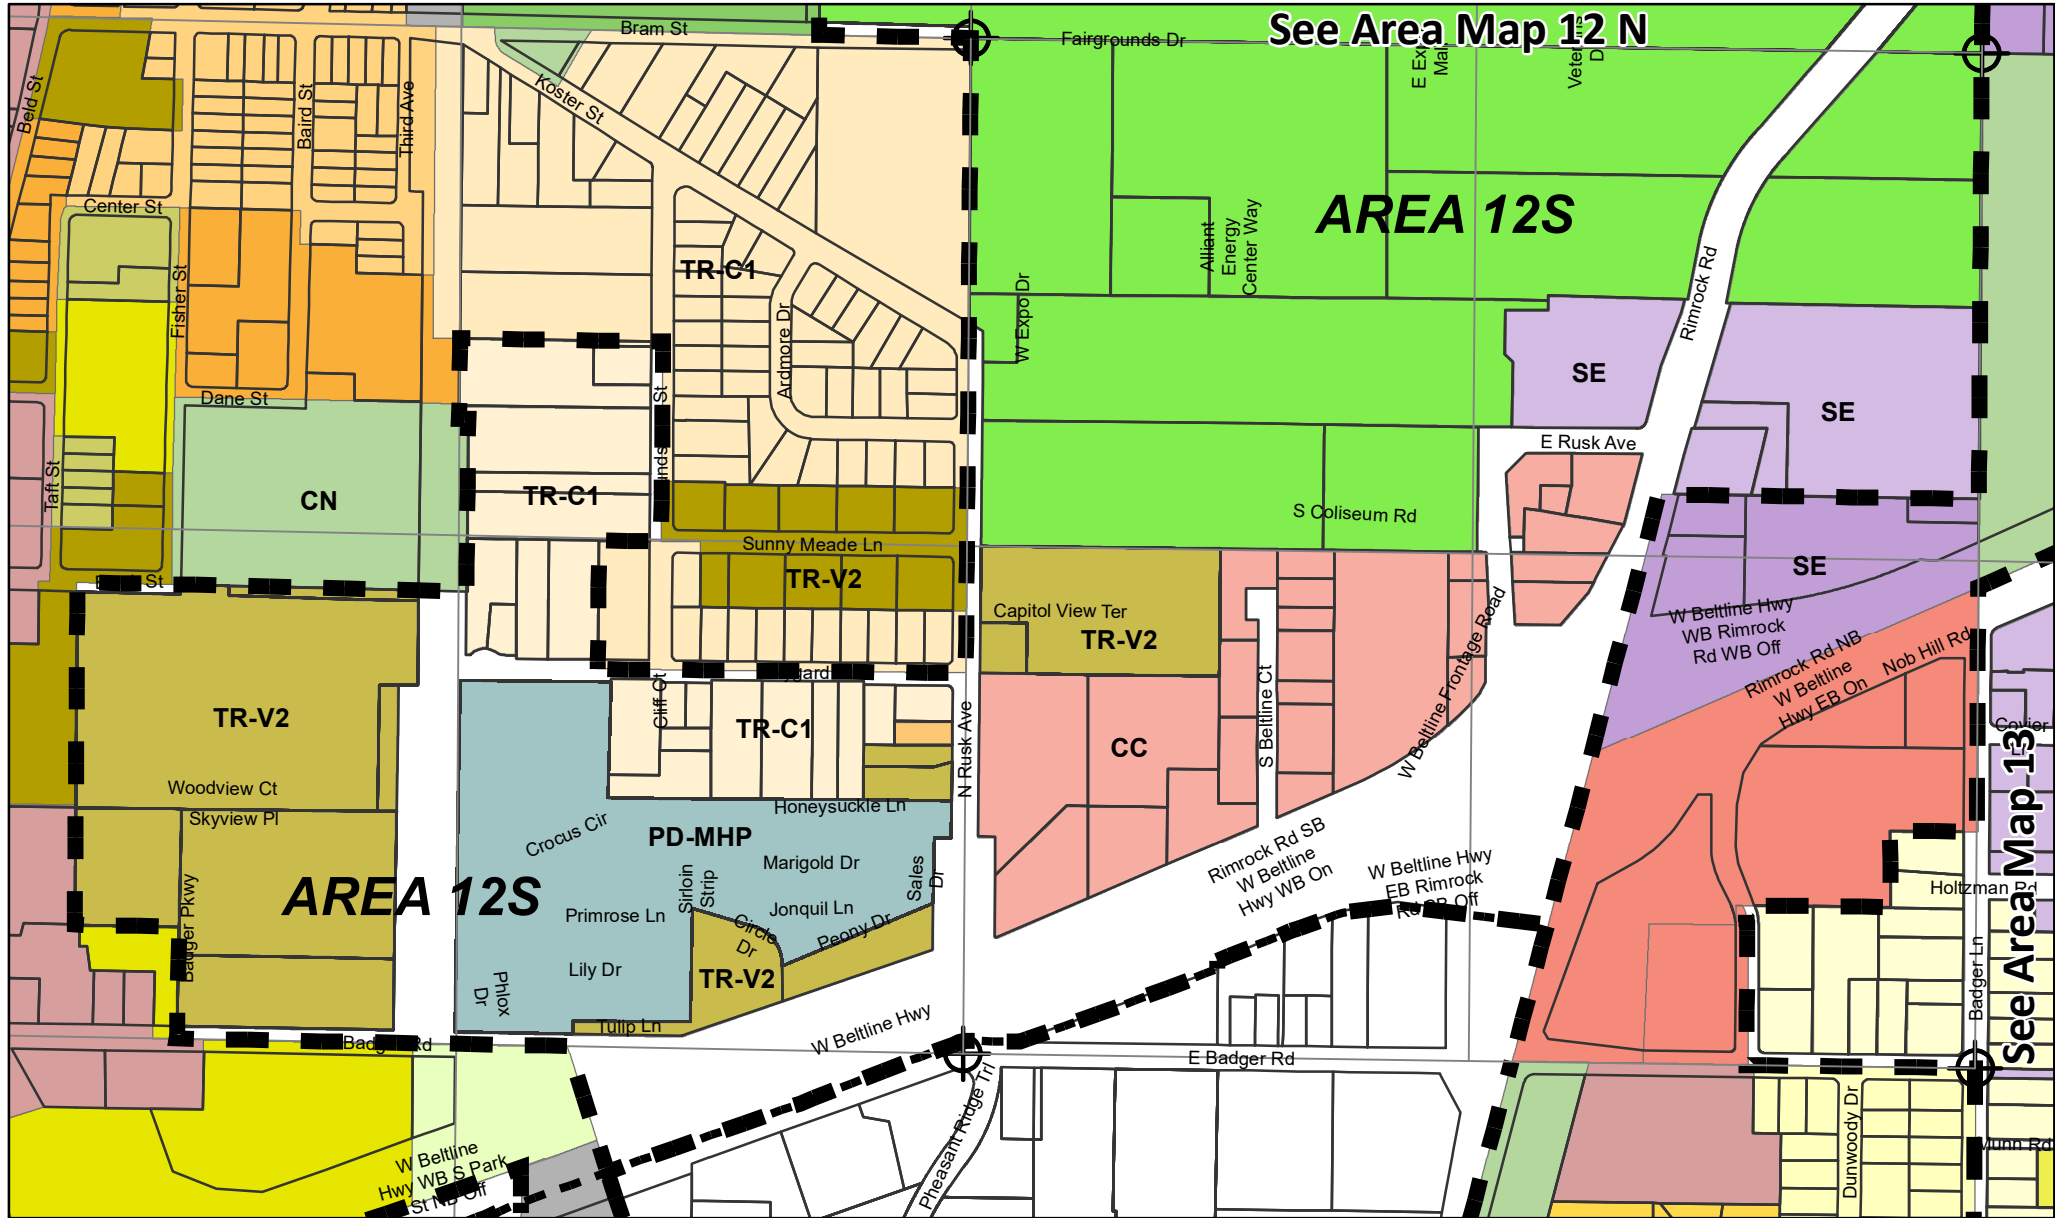 See Area Map 12 N
Bram St
Fairgrounds Dr
Beld St
Baird St
Third Ave
Koster St
E Exp
Center St
AREA 12S
Alliant
Energy
Center Way
TR-C1
Fisher St
Ardmore Dr
W Expo Dr
Rimrock Rd
SE
SE
Dane St
E Rusk Ave
Taft St
CN
TR-C1
S Coliseum Rd
Sunny Meade Ln
TR-V2
SE
St
Capitol View Ter
TR-V2
W Beltline Hwy
WB Rimrock
Rd WB Off
W Beltline Frontage Road
Rimrock Rd NB
W Beltline
Hwy EB On
Nob Hill Rd
Cliff Ct
TR-V2
TR-C1
N Rusk Ave
CC
S Beltline Ct
See Area Map 13
Woodview Ct
Skyview Pl
Honeysuckle Ln
Crocus Cir
PD-MHP
Marigold Dr
Sirloin
Strip
Sales
Dr
Rimrock Rd SB
W Beltline
Hwy WB On
W Beltline Hwy
EB Rimrock
Rd SB Off
Holtzman Rd
AREA 12S
Badger Pkwy
Primrose Ln
Jonquil Ln
Circle
Dr
Peony Dr
Lily Dr
Phlox
Dr
TR-V2
Tulip Ln
Badger Ln
Badger Rd
W Beltline Hwy
E Badger Rd
Pheasant Ridge Trl
Dunwoody Dr
Munn Rd
W Beltline
Hwy WB S Park
St NB Off